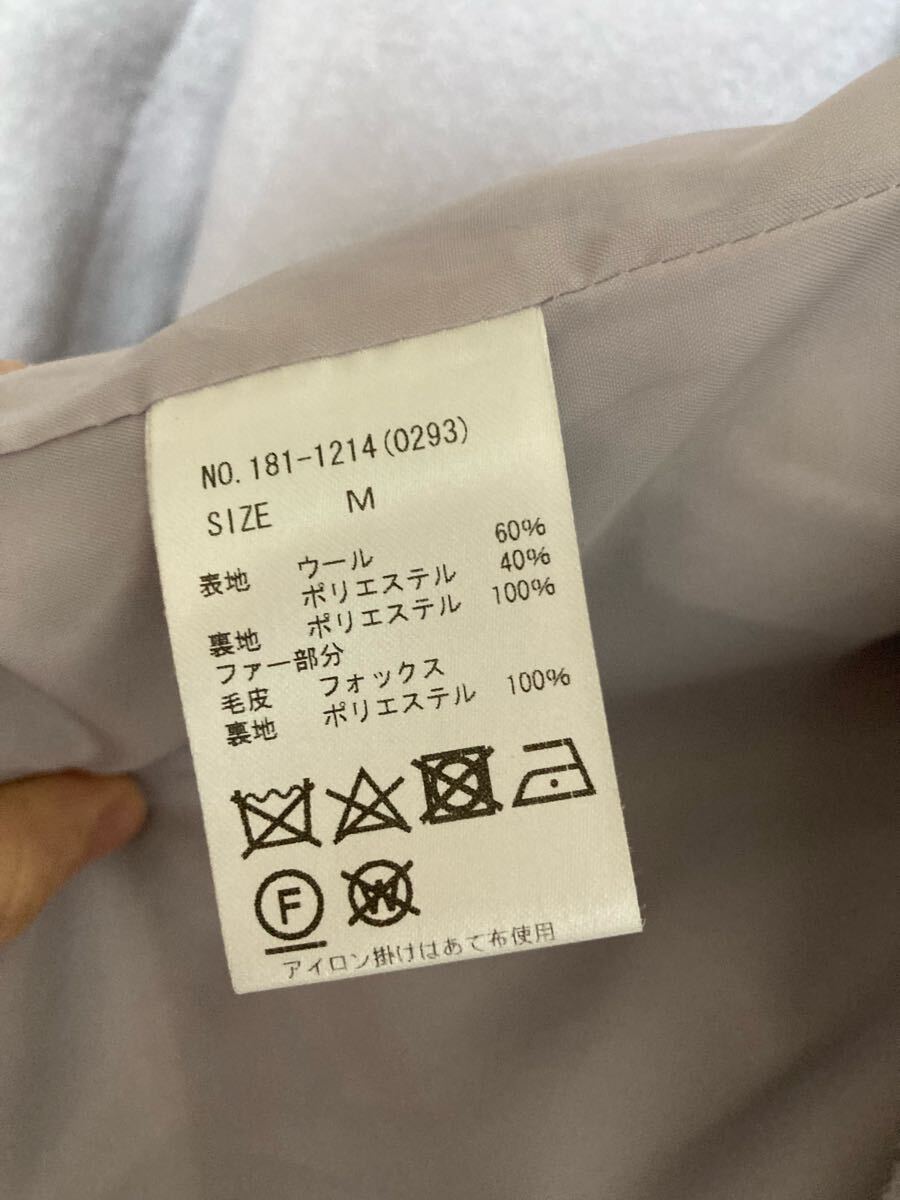 NO.181-1214(0293)
SIZE M
表地 ウール 60%
ポリエステル 40%
裏地 ポリエステル 100%
ファー部分
毛皮 フォックス
裏地 ポリエステル 100%
F
W
アイロン掛けはあて布使用